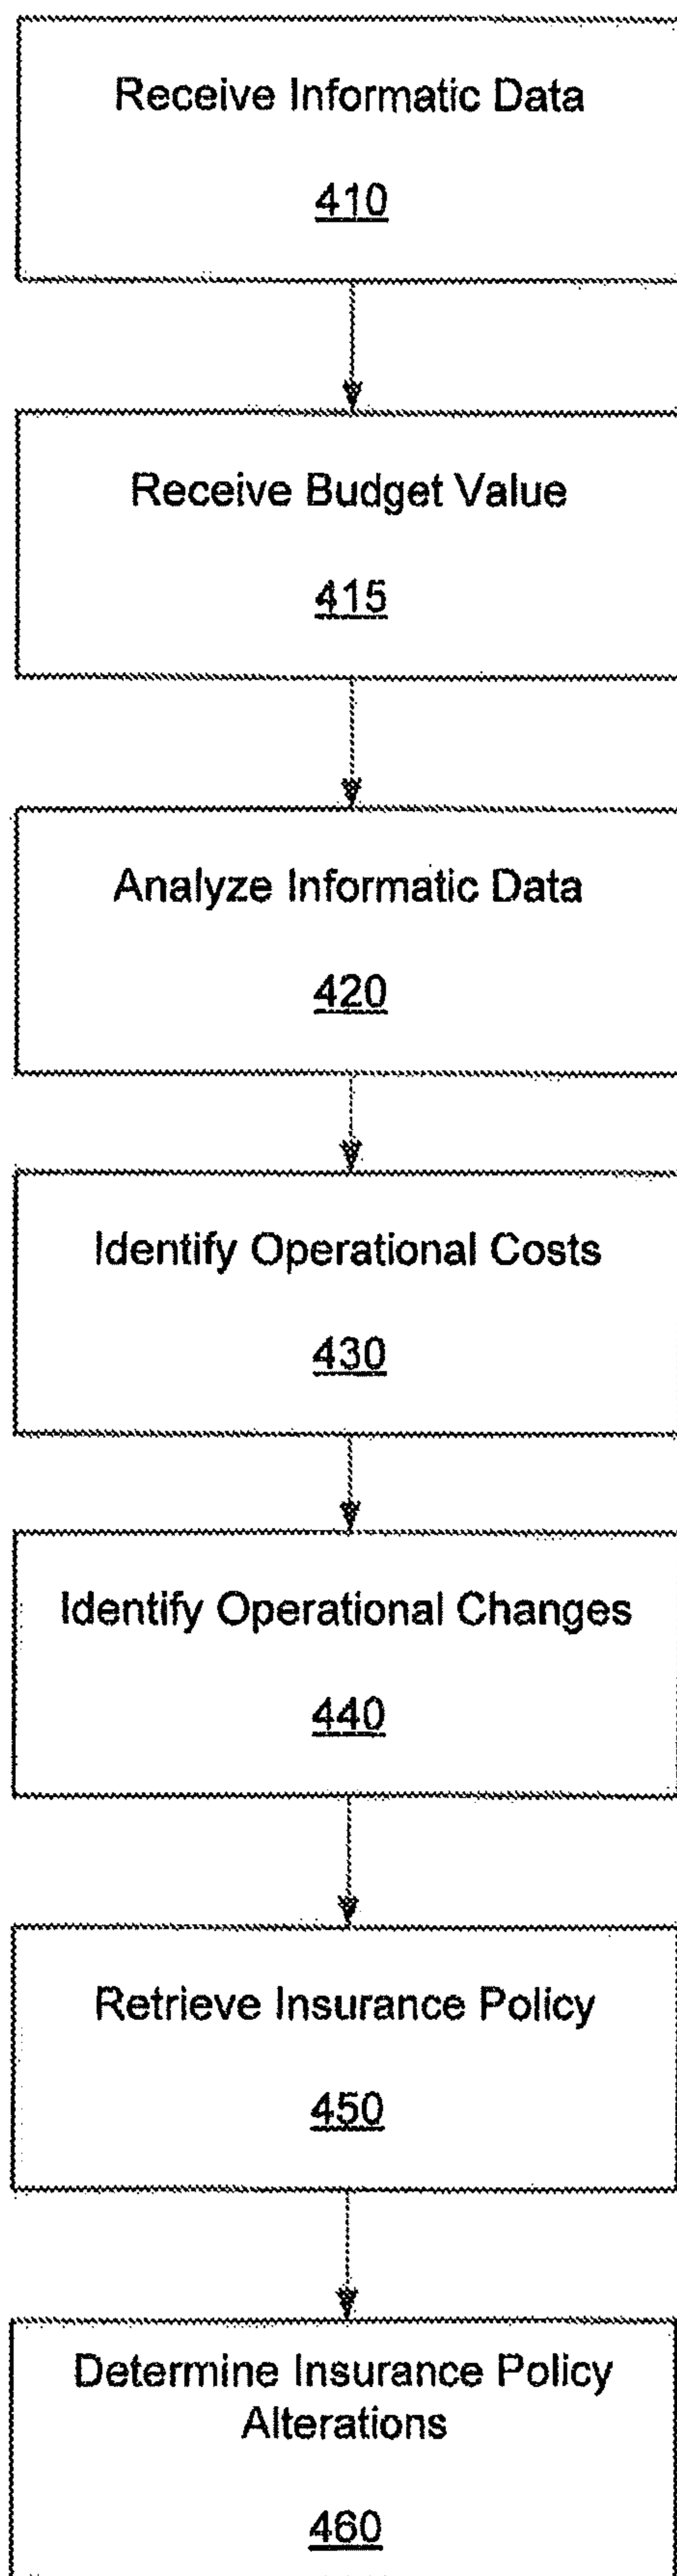 Receive Informatic Data
410
Receive Budget Value
415
Analyze Informatic Data
420
Identify Operational Costs
430
Identify Operational Changes
440
Retrieve Insurance Policy
450
Determine Insurance Policy
Alterations
460